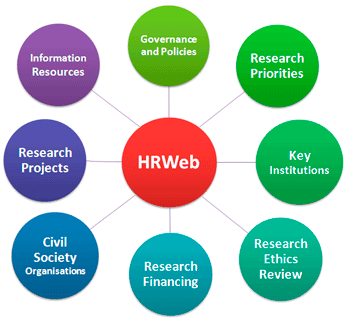 Governance
and Policies
Research
Priorities
Key
Institutions
Research
Ethics
Review
Research
Financing
Civil
Society
Organisations
Research
Projects
Information
Resources
HRWeb